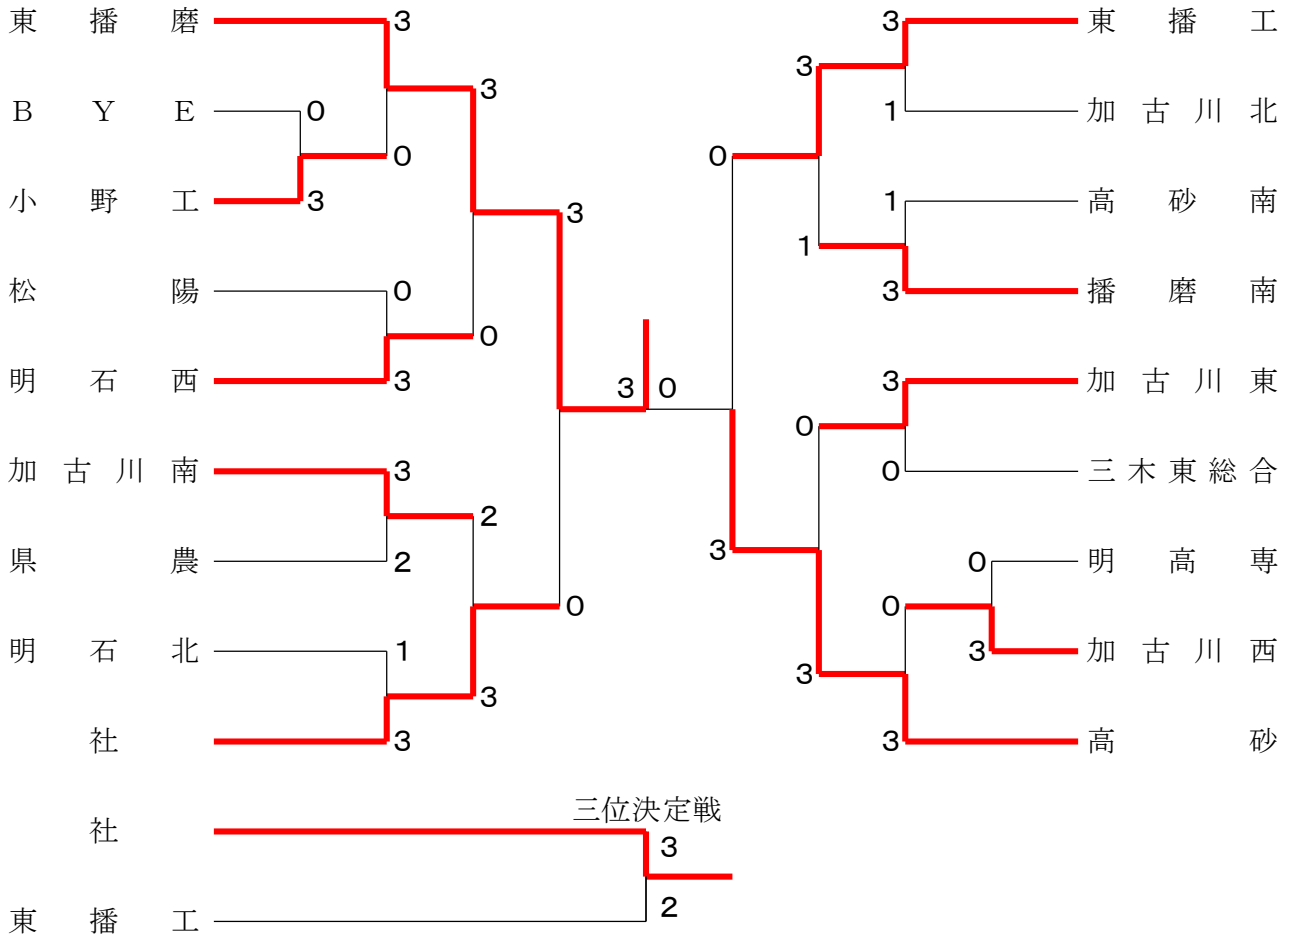 東播磨 3 3 東播工
3 3
BYE 0 1 加古川北
0 0
小野工 3 3 1 高砂南
1
松陽 0 3 播磨南
0
明石西 3 3 0 3 加古川東
0
加古川南 3 0 三木東総合
2
県農 2 3 0 明高専
0 0
明石北 1 3 加古川西
3 3
社 3 3 高砂
三位決定戦
社 3
東播工 2